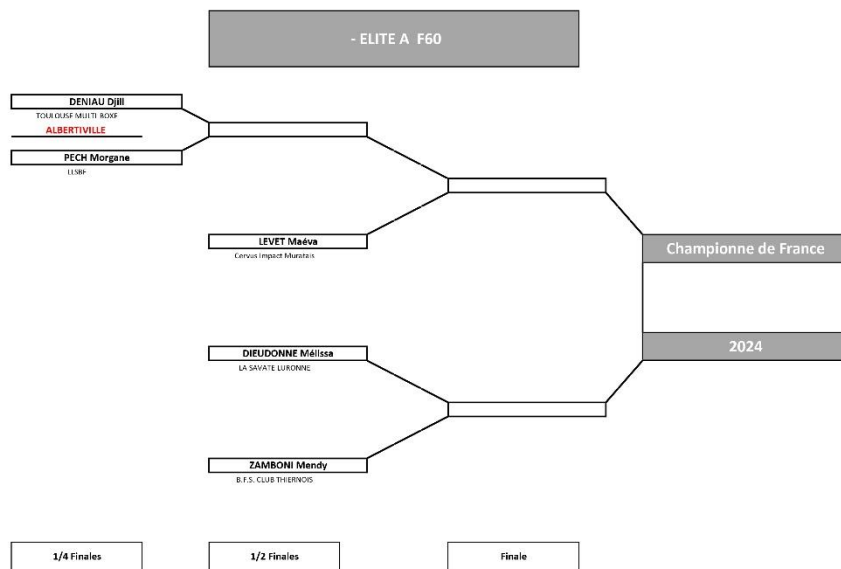 - ELITE A F60
DENIAU Djill
TOULOUSE MULTI BOXE
ALBERTIVILLE
PECH Morgane
LLSBF
LEVET Maéva
Cervus Impact Muratais
Championne de France
2024
DIEUDONNE Mélissa
LA SAVATE LURONNE
ZAMBONI Mendy
B.F.S. CLUB THIERNOIS
1/4 Finales
1/2 Finales
Finale